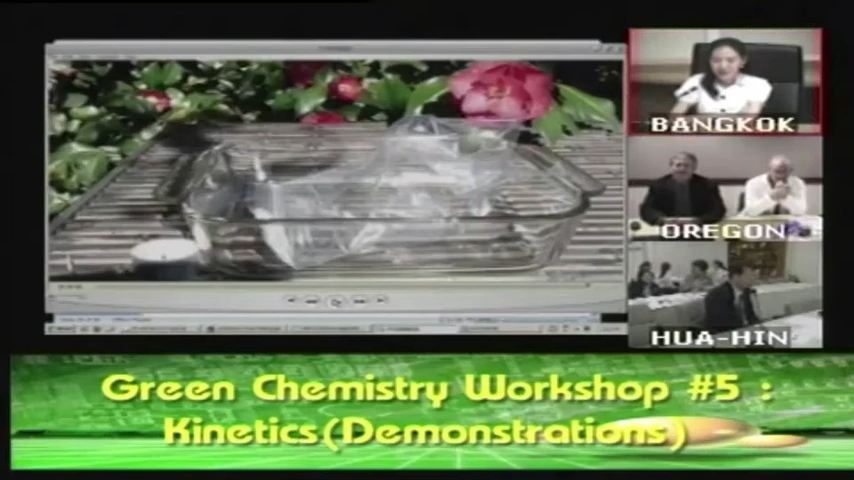 BANGKOK
OREGON
HUA-HIN
Green Chemistry Workshop #5 :
Kinetics(Demonstrations)